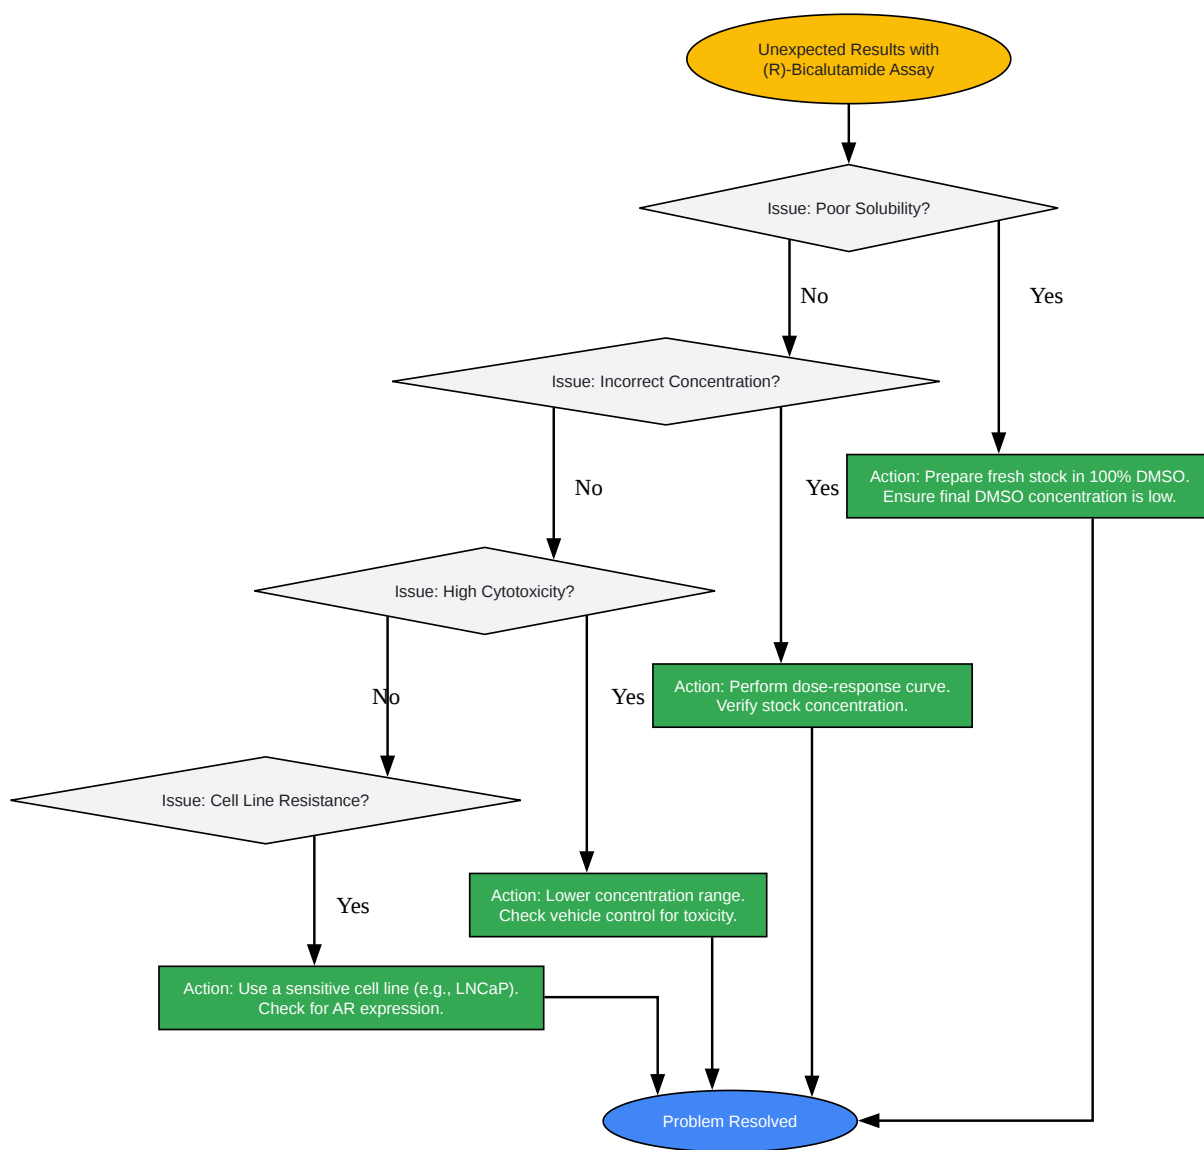 Unexpected Results with
(R)-Bicalutamide Assay
Issue: Poor Solubility?
No
Yes
Issue: Incorrect Concentration?
No
Yes
Action: Prepare fresh stock in 100% DMSO.
Ensure final DMSO concentration is low.
Issue: High Cytotoxicity?
No
Yes
Action: Perform dose-response curve.
Verify stock concentration.
Issue: Cell Line Resistance?
Yes
Action: Lower concentration range.
Check vehicle control for toxicity.
Action: Use a sensitive cell line (e.g., LNCaP).
Check for AR expression.
Problem Resolved